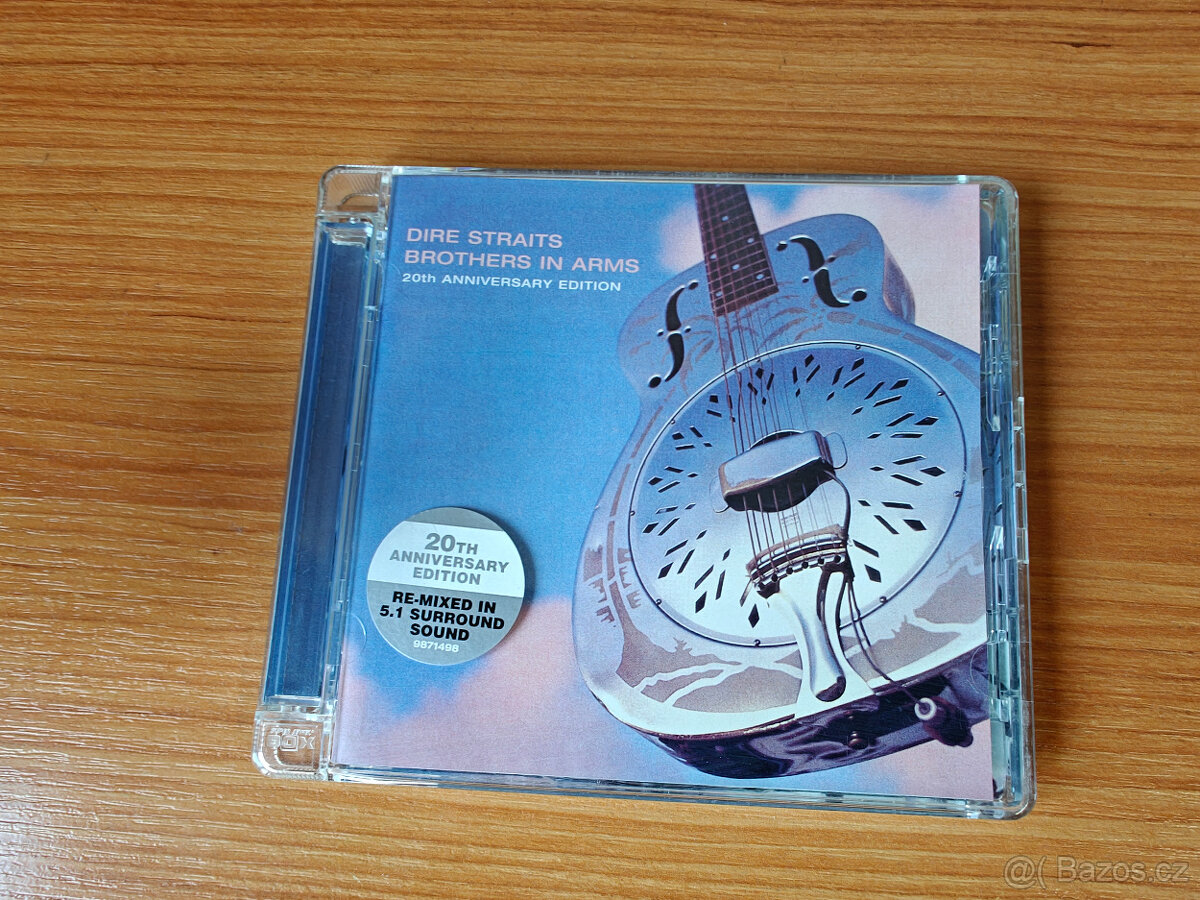 DIRE STRAITS
BROTHERS IN ARMS
20th ANNIVERSARY EDITION
20TH
ANNIVERSARY
EDITION
RE-MIXED IN
5.1 SURROUND
SOUND
9871498
@( Bazos.cz